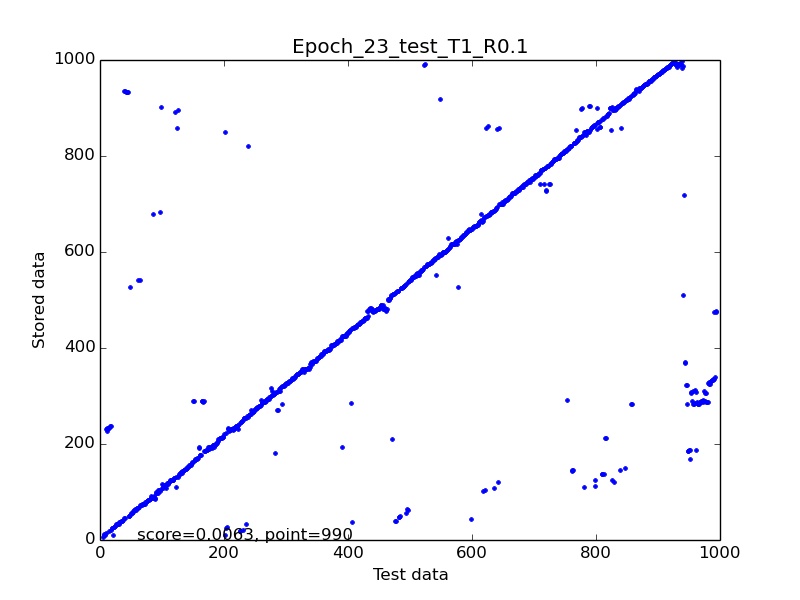 Epoch_23_test_T1_R0.1
1000
800
600
400
200
0
Stored data
score=0.0063, point=990
0 200 400 600 800 1000
Test data